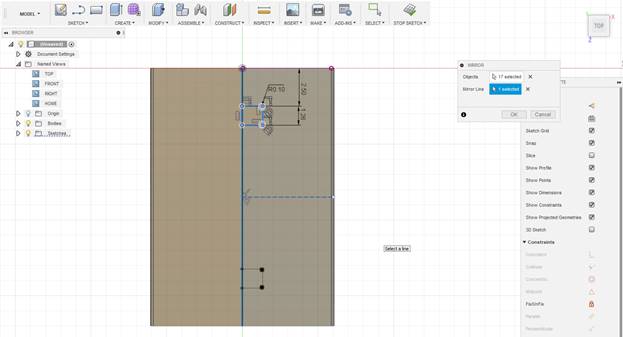 MODEL
SKETCH
CREATE
MODIFY
ASSEMBLE
CONSTRUCT
INSPECT
INSERT
MAKE
ADD-INS
SELECT
STOP SKETCH
BROWSER
(Unsaved)
Document Settings
Named Views
TOP
FRONT
RIGHT
HOME
Origin
Bodies
Sketches
R0.10
2.50
1.26
Select a line
TOP
X
Z
MIRROR
Objects
17 selected
Mirror Line
1 selected
OK
Cancel
Sketch Grid
Snap
Slice
Show Profile
Show Points
Show Dimensions
Show Constraints
Show Projected Geometries
3D Sketch
Constraints
Coincident
Collinear
Concentric
Midpoint
Fix/UnFix
Parallel
Perpendicular